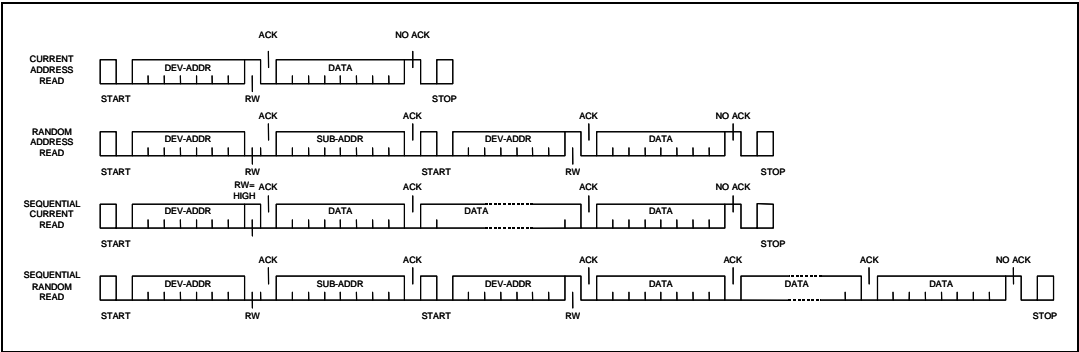 ACK NO ACK
CURRENT ADDRESS READ
DEV-ADDR DATA
START RW STOP
ACK ACK ACK NO ACK
RANDOM ADDRESS READ
DEV-ADDR SUB-ADDR DEV-ADDR DATA
START RW START RW STOP
RW= HIGH ACK ACK ACK NO ACK
SEQUENTIAL CURRENT READ
DEV-ADDR DATA DATA DATA
START STOP
ACK ACK ACK ACK ACK NO ACK
SEQUENTIAL RANDOM READ
DEV-ADDR SUB-ADDR DEV-ADDR DATA DATA DATA
START RW START RW STOP